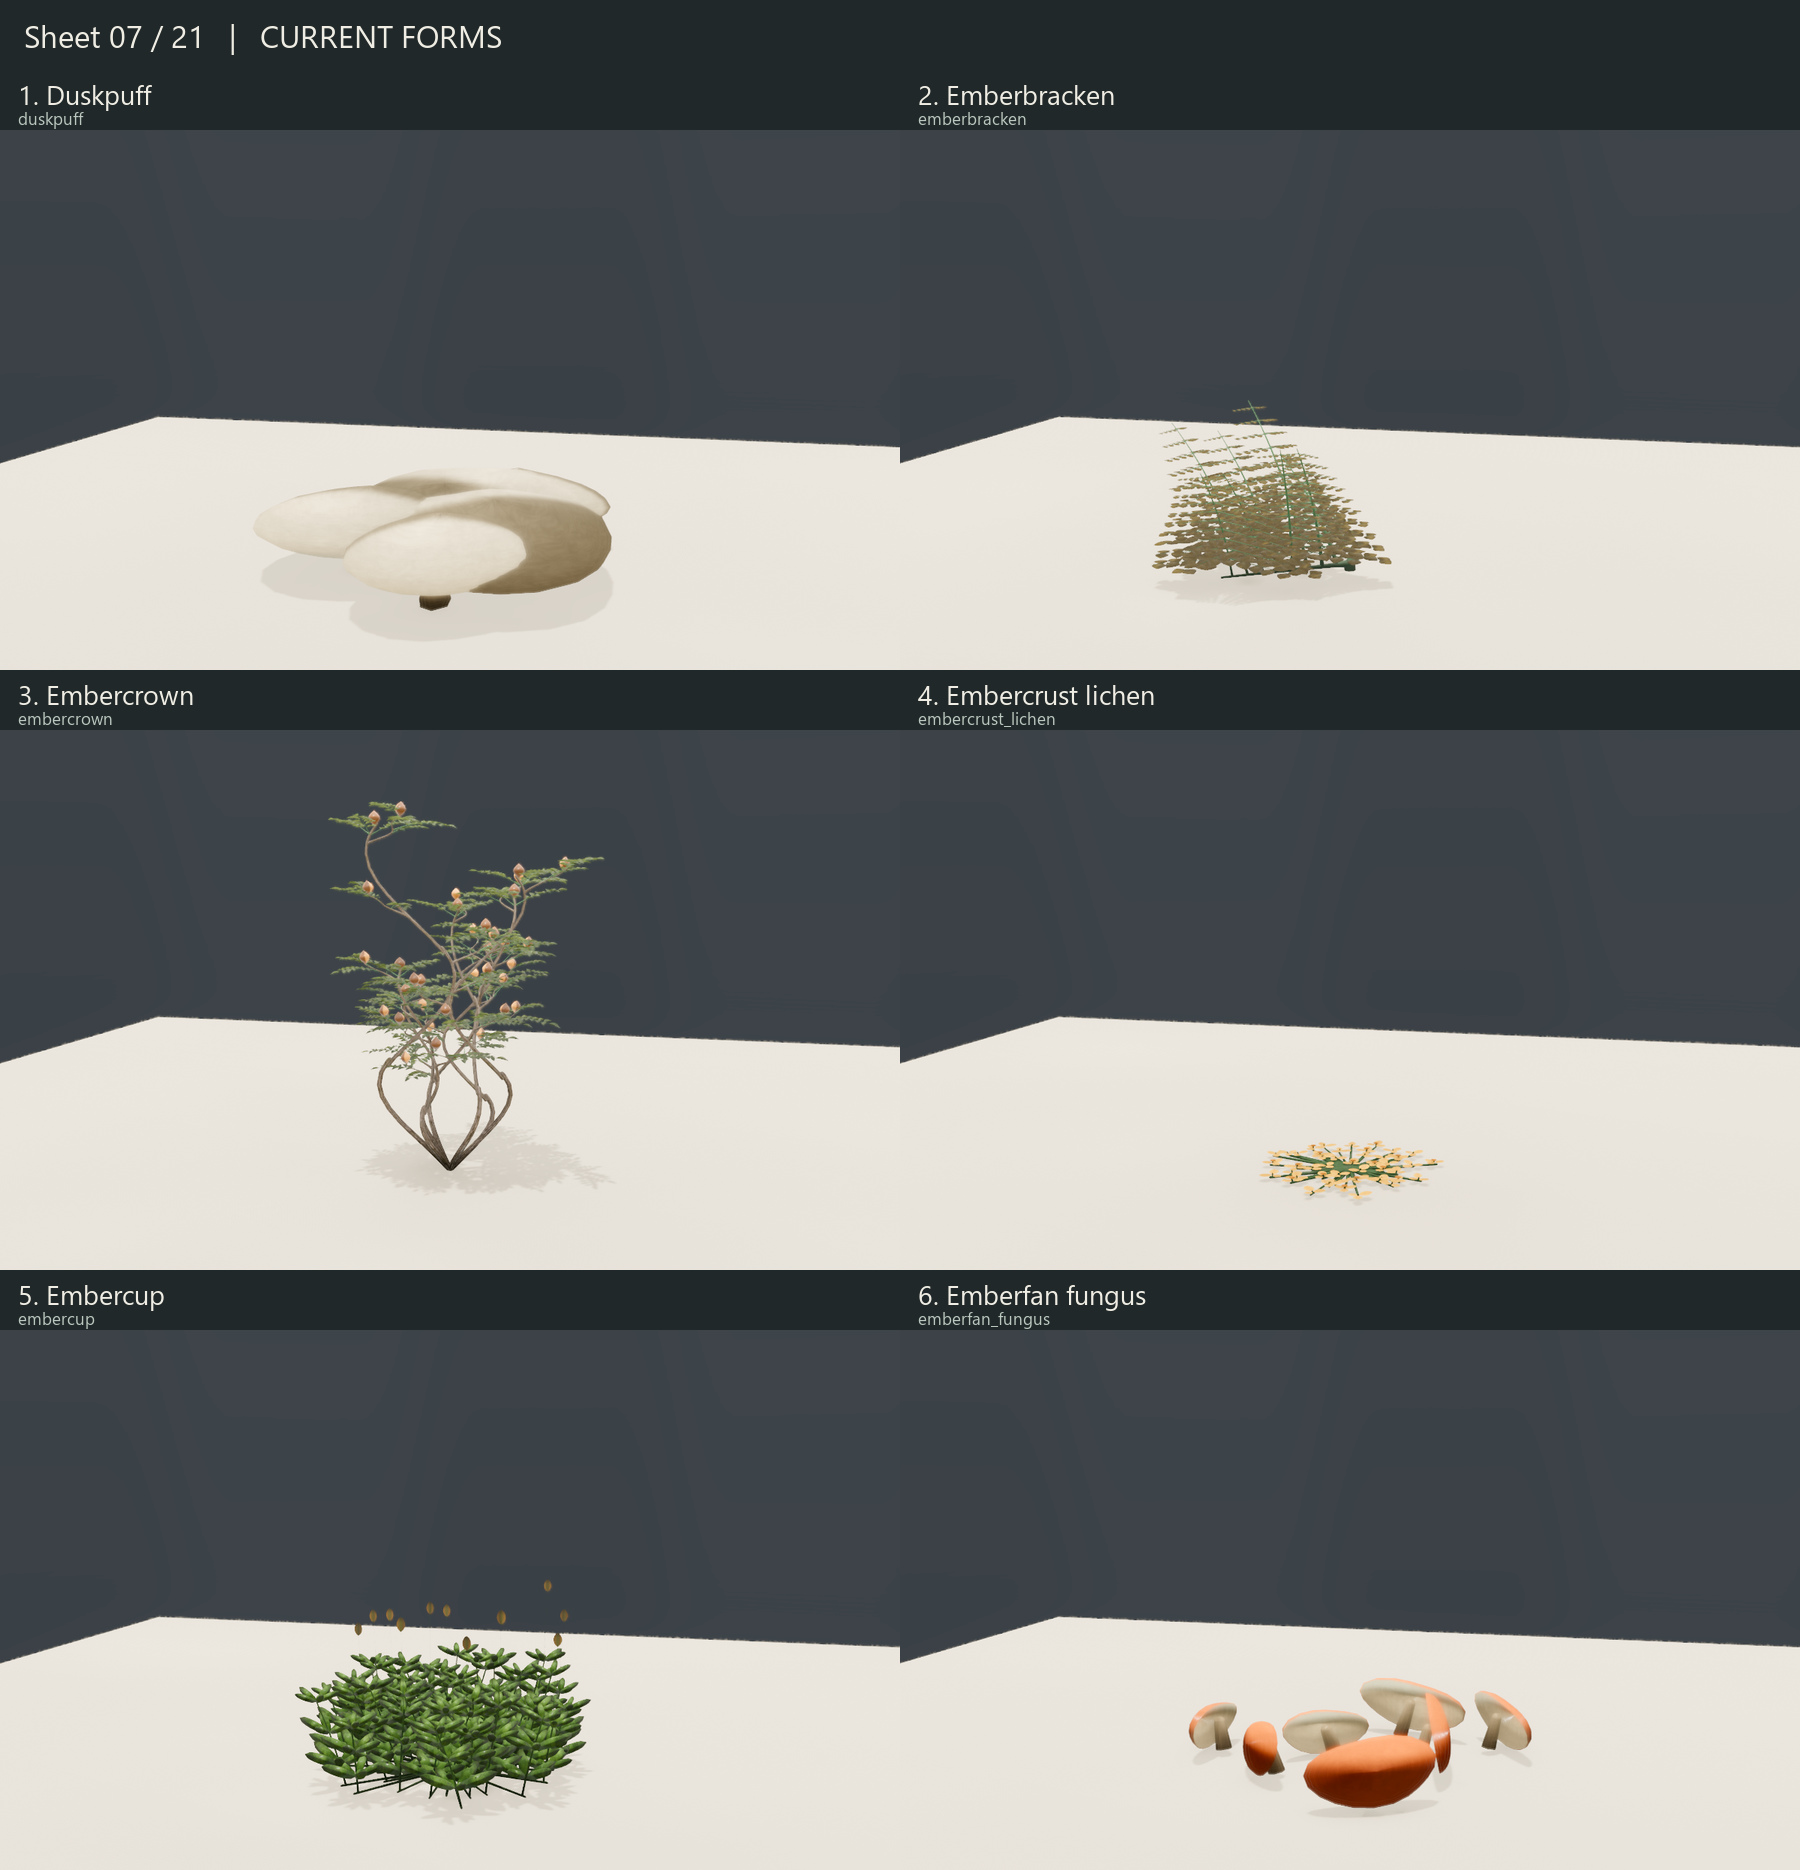 Sheet 07 / 21 | CURRENT FORMS
1. Duskpuff
duskpuff
2. Emberbracken
emberbracken
3. Embercrown
embercrown
4. Embercrust lichen
embercrust_lichen
5. Embercup
embercup
6. Emberfan fungus
emberfan_fungus